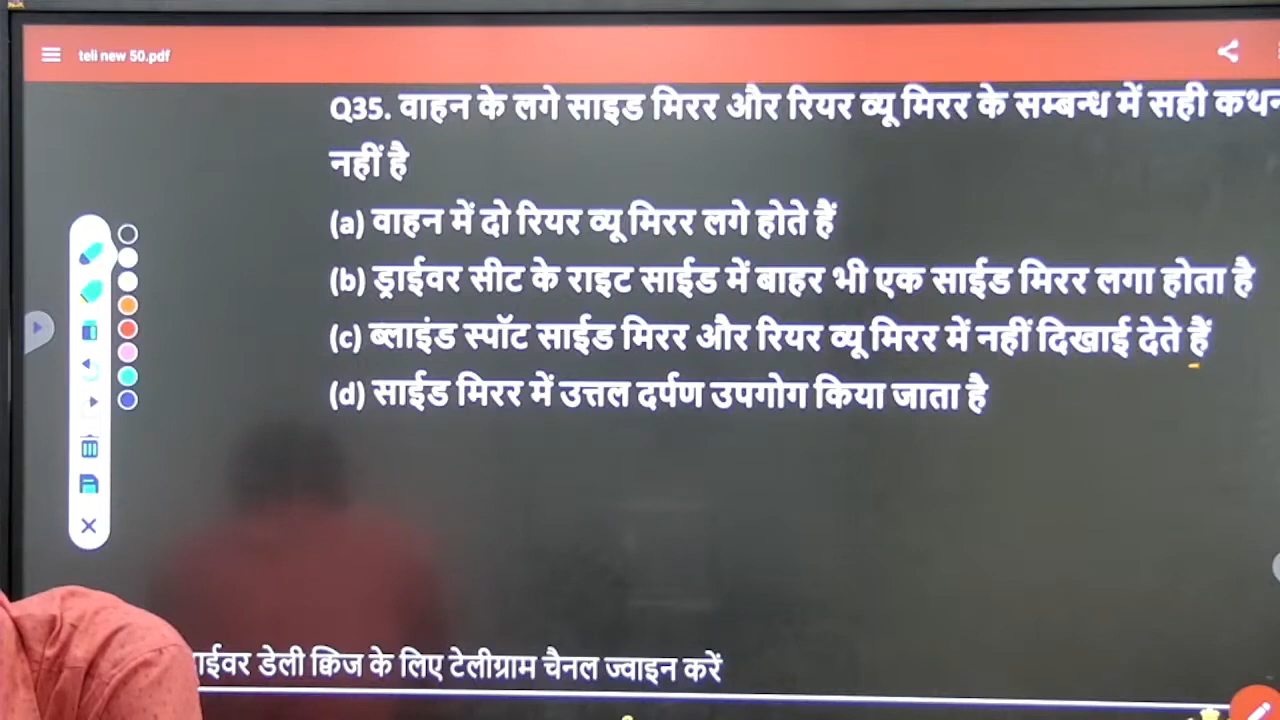 teli new 50.pdf
Q35. वाहन के लगे साइड मिरर और रियर व्यू मिरर के सम्बन्ध में सही कथन
नहीं है
(a) वाहन में दो रियर व्यू मिरर लगे होते हैं
(b) ड्राईवर सीट के राइट साईड में बाहर भी एक साईड मिरर लगा होता है
(c) ब्लाइंड स्पॉट साईड मिरर और रियर व्यू मिरर में नहीं दिखाई देते हैं
(d) साईड मिरर में उत्तल दर्पण उपगोग किया जाता है
डेली क्विज के लिए टेलीग्राम चैनल ज्वाइन करें